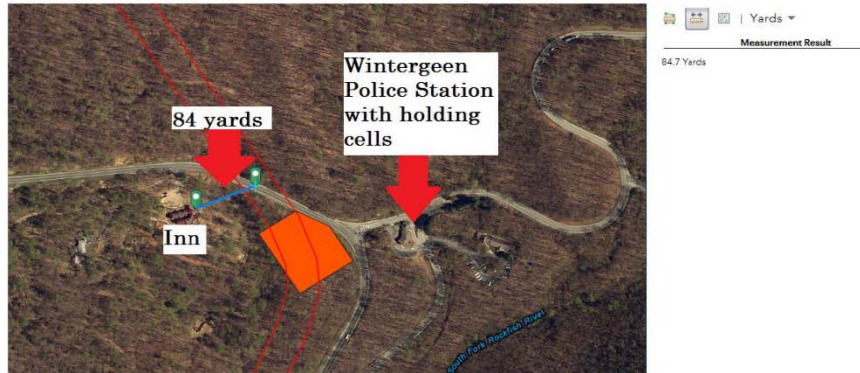 Yards
Measurement Result
84.7 Yards
Wintergeen
Police Station
with holding
cells
84 yards
Inn
South Fork Rockfish River